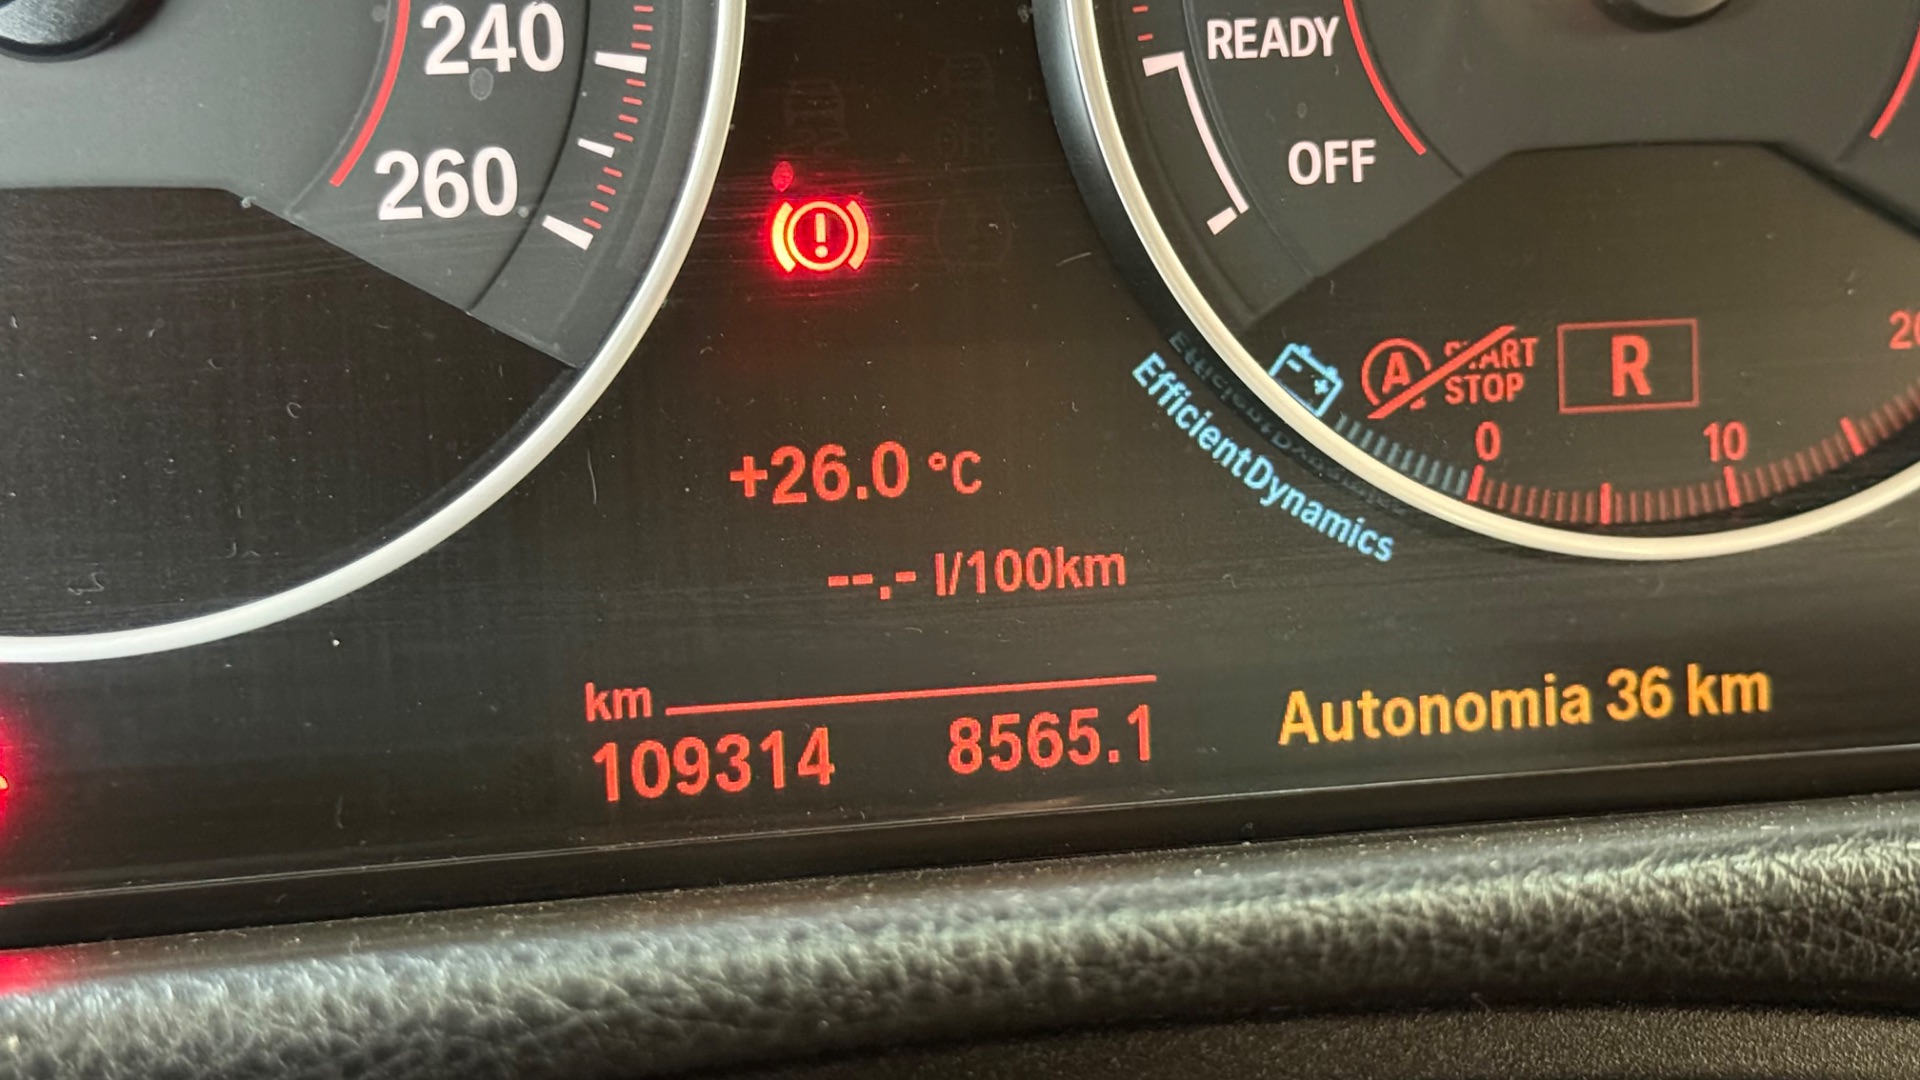 240
260
READY
OFF
A START
STOP
R
0
10
20
EfficientDynamics
+26.0 °C
--.- l/100km
km
109314 8565.1
Autonomia 36 km